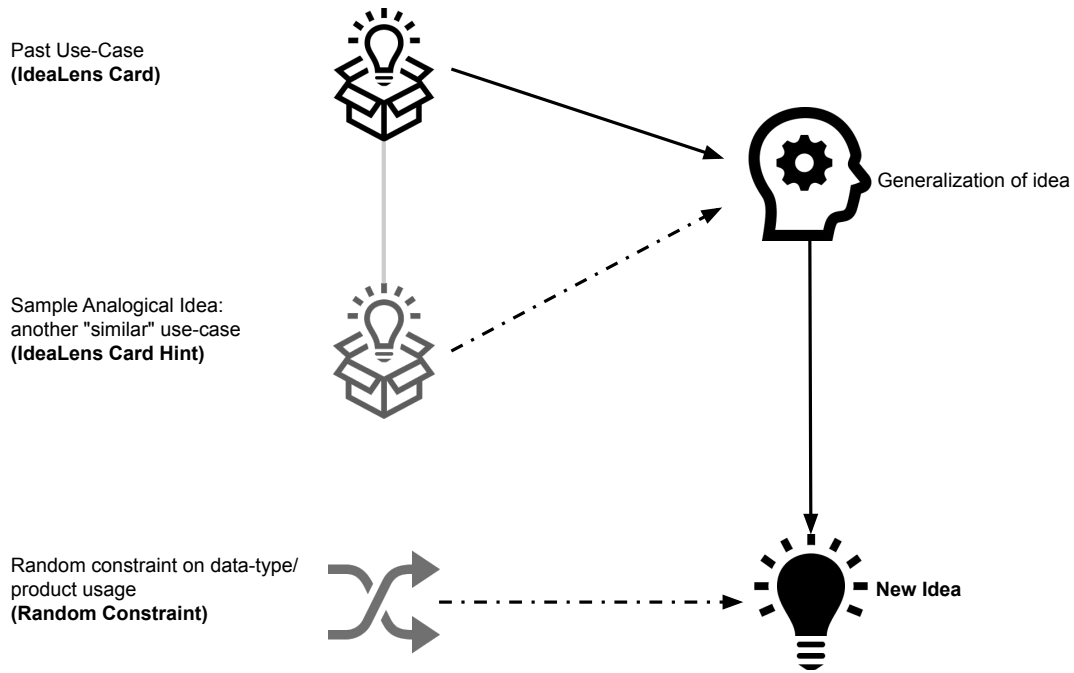 Past Use-Case
(IdeaLens Card)
Generalization of idea
Sample Analogical Idea:
another "similar" use-case
(IdeaLens Card Hint)
Random constraint on data-type/
product usage
(Random Constraint)
New Idea